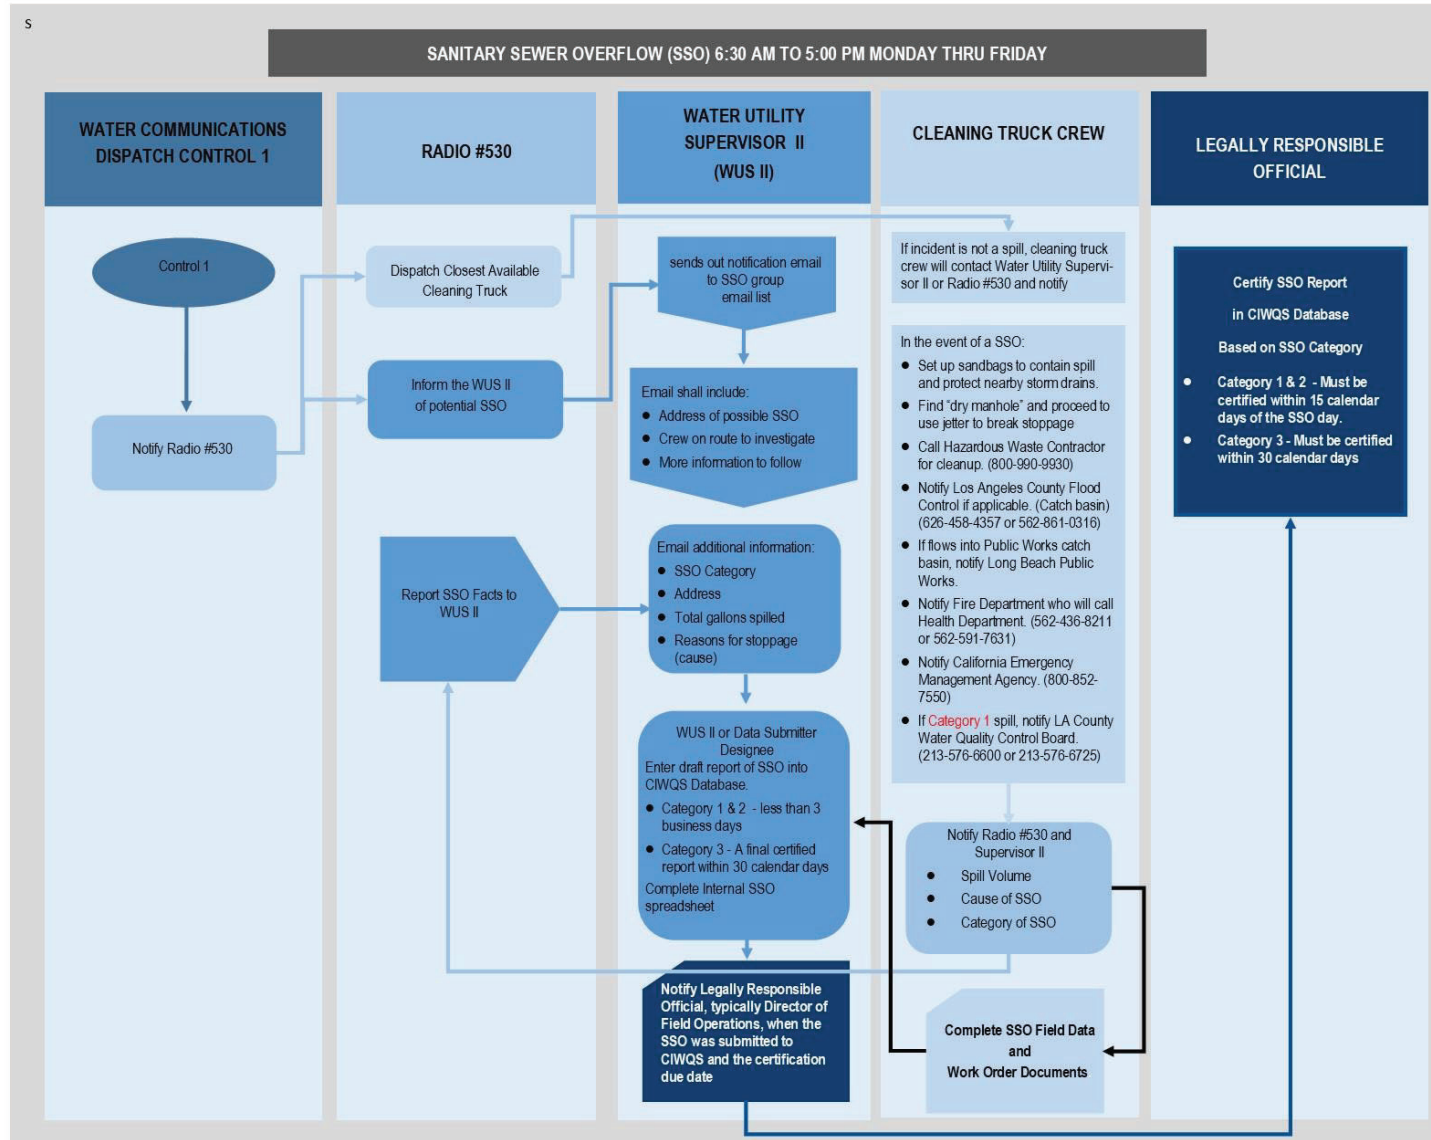 s
SANITARY SEWER OVERFLOW (SSO) 6:30 AM TO 5:00 PM MONDAY THRU FRIDAY
WATER COMMUNICATIONS
DISPATCH CONTROL 1
RADIO #530
WATER UTILITY
SUPERVISOR II
(WUS II)
CLEANING TRUCK CREW
LEGALLY RESPONSIBLE
OFFICIAL
Control 1
Notify Radio #530
Dispatch Closest Available
Cleaning Truck
Inform the WUS II
of potential SSO
Report SSO Facts to
WUS II
sends out notification email
to SSO group
email list
Email shall include:
● Address of possible SSO
● Crew on route to investigate
● More information to follow
Email additional information:
● SSO Category
● Address
● Total gallons spilled
● Reasons for stoppage
(cause)
WUS II or Data Submitter
Designee
Enter draft report of SSO into
CIWQS Database.
● Category 1 & 2 - less than 3
business days
● Category 3 - A final certified
report within 30 calendar days
Complete Internal SSO
spreadsheet
Notify Legally Responsible
Official, typically Director of
Field Operations, when the
SSO was submitted to
CIWQS and the certification
due date
If incident is not a spill, cleaning truck
crew will contact Water Utility Supervi-
sor II or Radio #530 and notify
In the event of a SSO:
● Set up sandbags to contain spill
and protect nearby storm drains.
● Find “dry manhole” and proceed to
use jetter to break stoppage
● Call Hazardous Waste Contractor
for cleanup. (800-990-9930)
● Notify Los Angeles County Flood
Control if applicable. (Catch basin)
(626-458-4357 or 562-861-0316)
● If flows into Public Works catch
basin, notify Long Beach Public
Works.
● Notify Fire Department who will call
Health Department. (562-436-8211
or 562-591-7631)
● Notify California Emergency
Management Agency. (800-852-
7550)
● If Category 1 spill, notify LA County
Water Quality Control Board.
(213-576-6600 or 213-576-6725)
Notify Radio #530 and
Supervisor II
● Spill Volume
● Cause of SSO
● Category of SSO
Complete SSO Field Data
and
Work Order Documents
Certify SSO Report
in CIWQS Database
Based on SSO Category
● Category 1 & 2 - Must be
certified within 15 calendar
days of the SSO day.
● Category 3 - Must be certified
within 30 calendar days